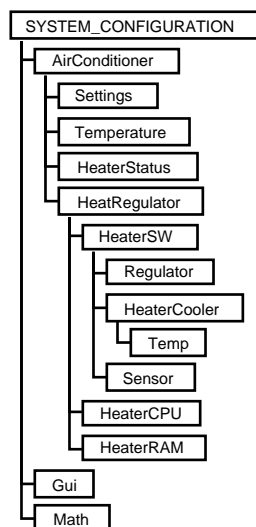 SYSTEM_CONFIGURATION
AirConditioner
Settings
Temperature
HeaterStatus
HeatRegulator
HeaterSW
Regulator
HeaterCooler
Temp
Sensor
HeaterCPU
HeaterRAM
Gui
Math